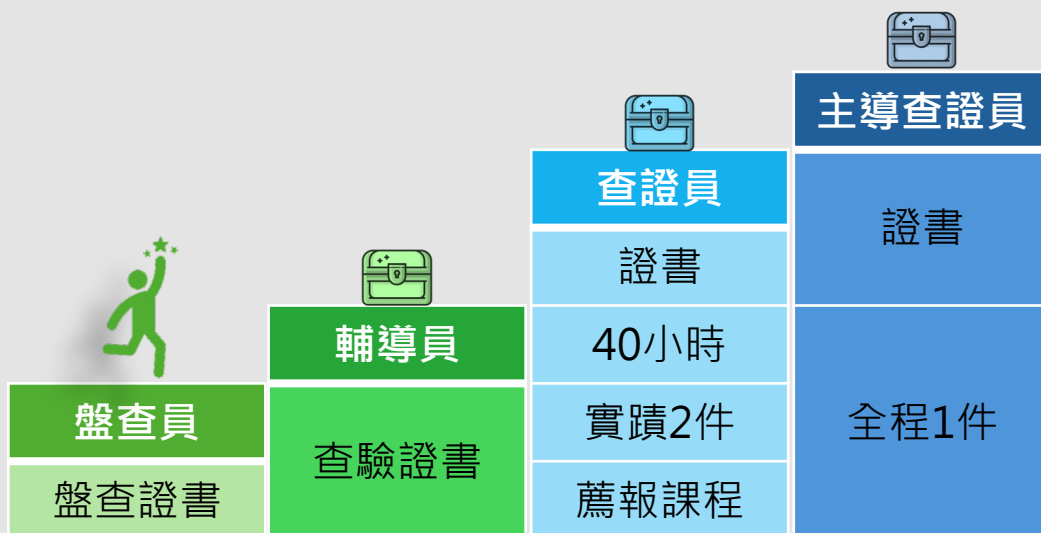 盤查員
盤查證書
輔導員
查驗證書
查證員
證書
40小時
實蹟2件
薦報課程
主導查證員
證書
全程1件